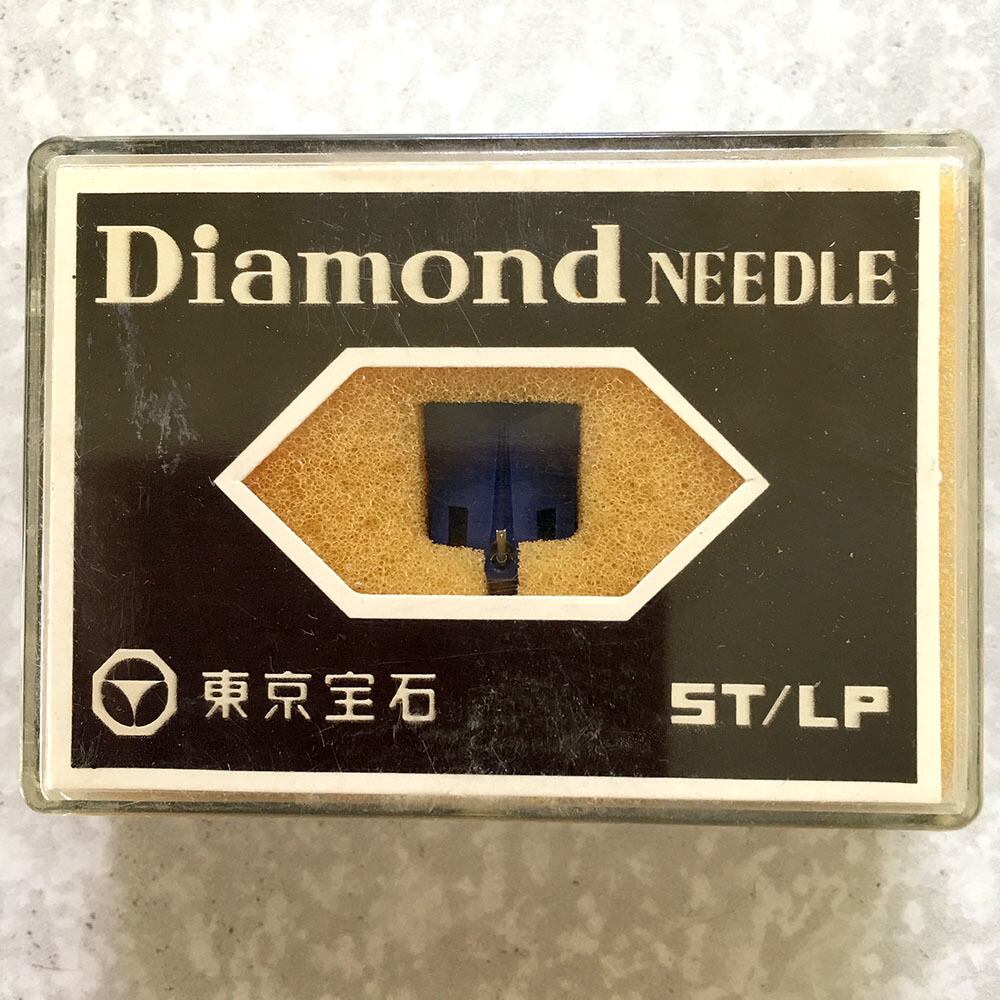 Diamond NEEDLE
東京宝石
ST/LP